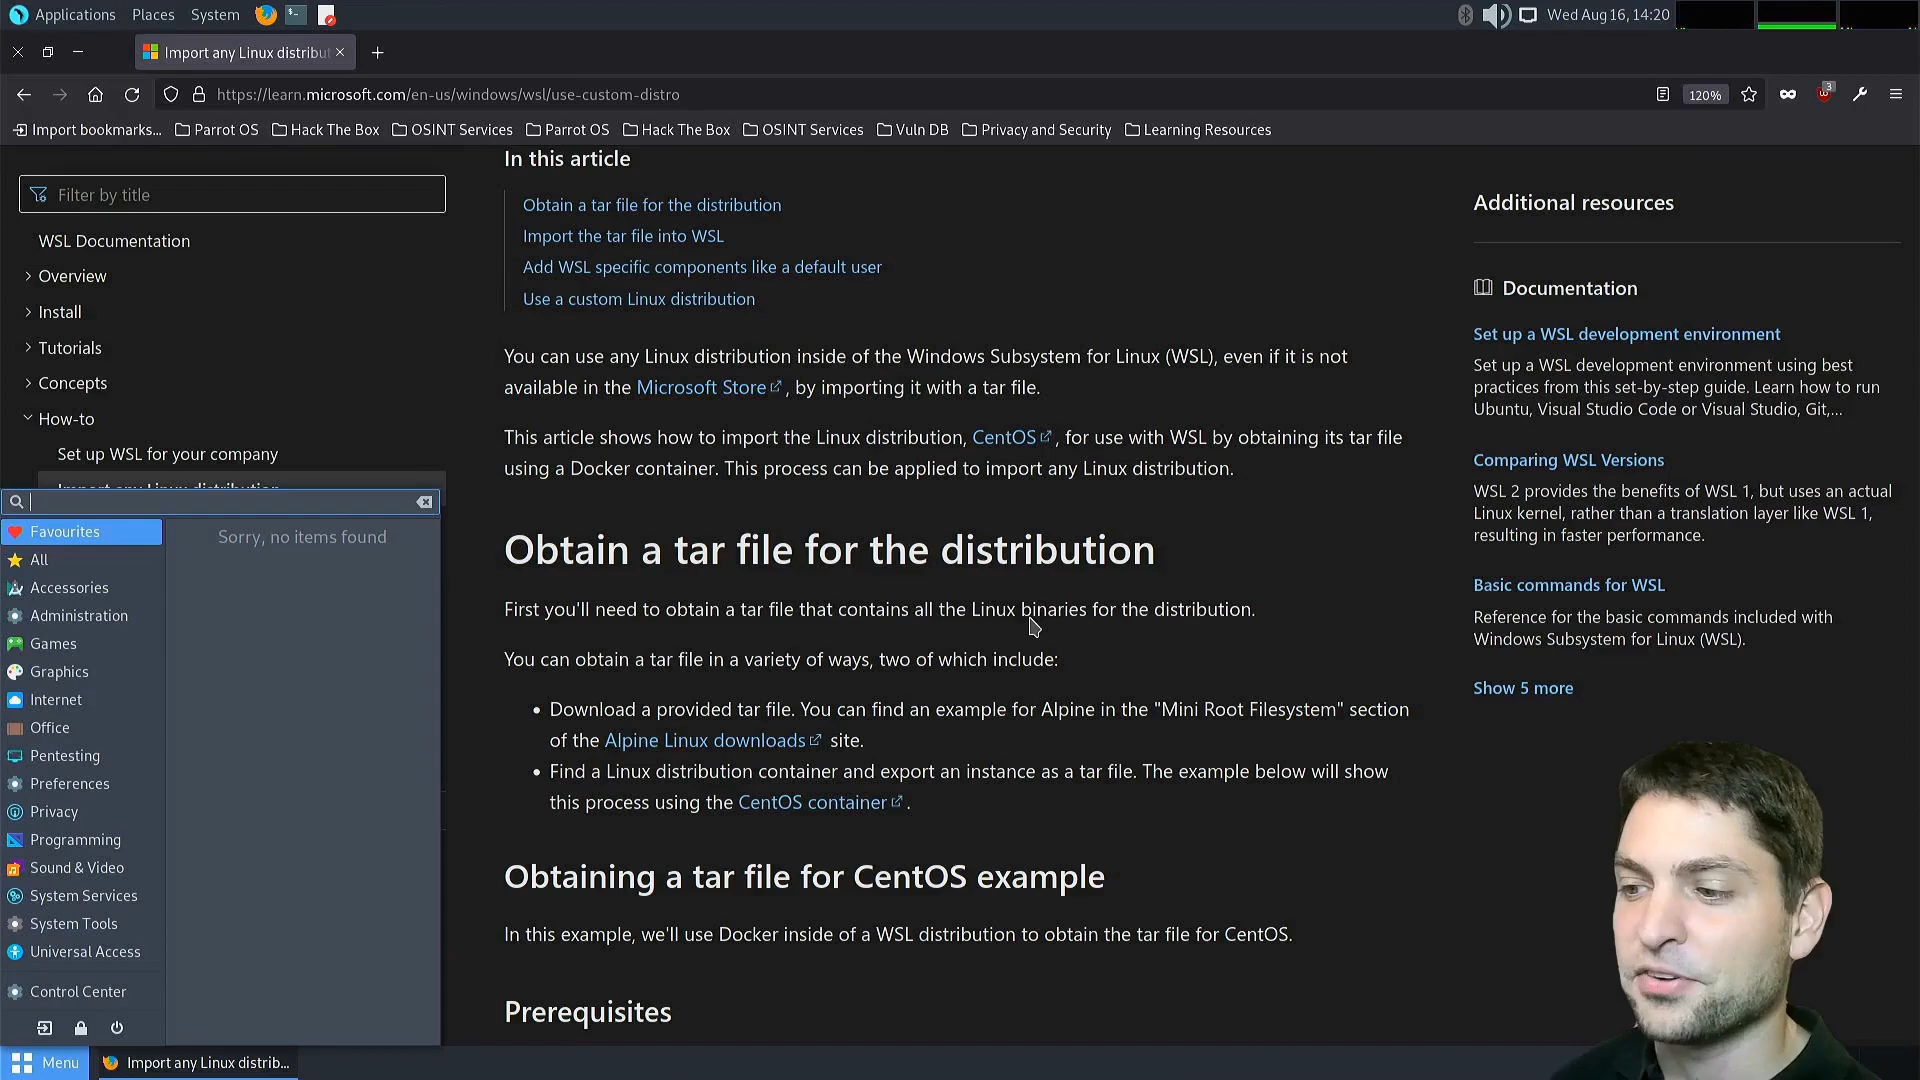 Applications Places System
Wed Aug 16, 14:20
Import any Linux distribut
https://learn.microsoft.com/en-us/windows/wsl/use-custom-distro
120%
3
Import bookmarks...
Parrot OS
Hack The Box
OSINT Services
Parrot OS
Hack The Box
OSINT Services
Vuln DB
Privacy and Security
Learning Resources
Filter by title
WSL Documentation
Overview
Install
Tutorials
Concepts
How-to
Set up WSL for your company
Import any Linux distribution
Favourites
All
Accessories
Administration
Games
Graphics
Internet
Office
Pentesting
Preferences
Privacy
Programming
Sound & Video
System Services
System Tools
Universal Access
Control Center
Sorry, no items found
In this article
Obtain a tar file for the distribution
Import the tar file into WSL
Add WSL specific components like a default user
Use a custom Linux distribution
You can use any Linux distribution inside of the Windows Subsystem for Linux (WSL), even if it is not
available in the Microsoft Store, by importing it with a tar file.
This article shows how to import the Linux distribution, CentOS, for use with WSL by obtaining its tar file
using a Docker container. This process can be applied to import any Linux distribution.
Obtain a tar file for the distribution
First you'll need to obtain a tar file that contains all the Linux binaries for the distribution.
You can obtain a tar file in a variety of ways, two of which include:
• Download a provided tar file. You can find an example for Alpine in the "Mini Root Filesystem" section
of the Alpine Linux downloads site.
• Find a Linux distribution container and export an instance as a tar file. The example below will show
this process using the CentOS container.
Obtaining a tar file for CentOS example
In this example, we'll use Docker inside of a WSL distribution to obtain the tar file for CentOS.
Prerequisites
Additional resources
Documentation
Set up a WSL development environment
Set up a WSL development environment using best
practices from this set-by-step guide. Learn how to run
Ubuntu, Visual Studio Code or Visual Studio, Git,...
Comparing WSL Versions
WSL 2 provides the benefits of WSL 1, but uses an actual
Linux kernel, rather than a translation layer like WSL 1,
resulting in faster performance.
Basic commands for WSL
Reference for the basic commands included with
Windows Subsystem for Linux (WSL).
Show 5 more
Menu
Import any Linux distrib...